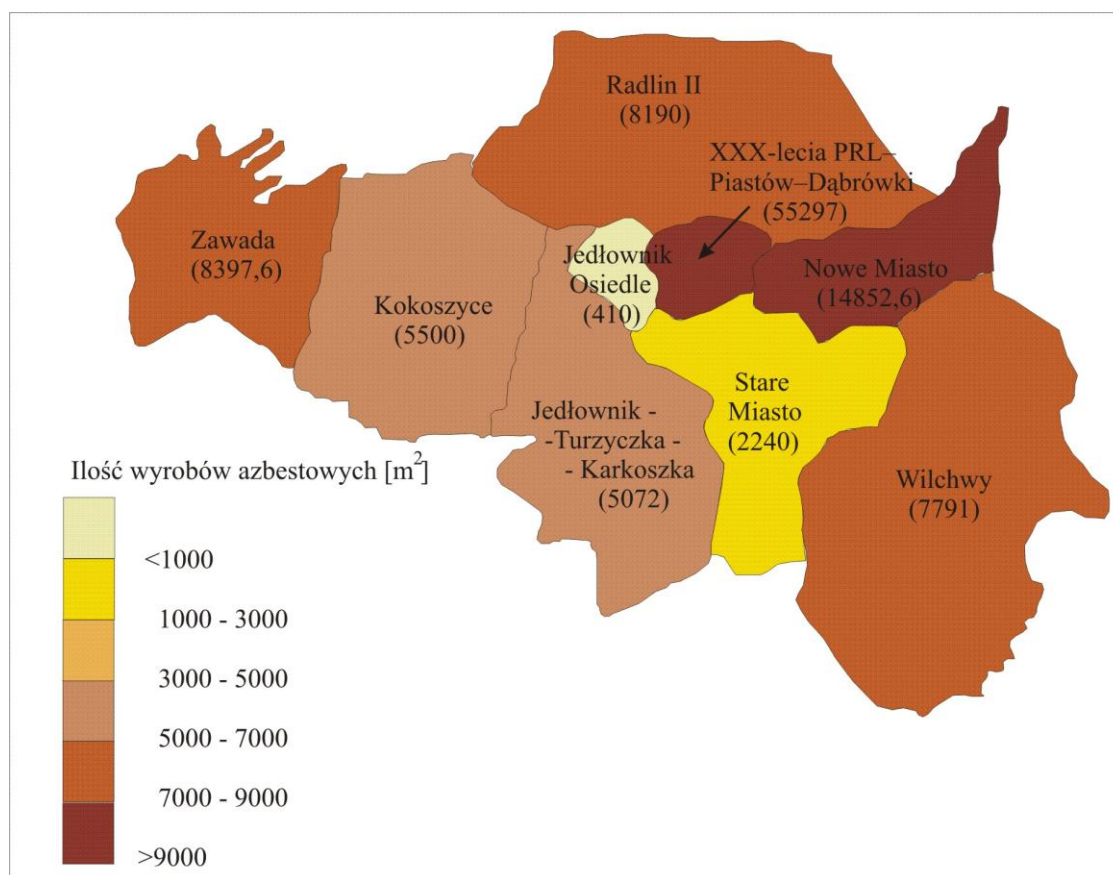 Radlin II
(8190)
XXX-lecia PRL–
Piastów–Dąbrówki
(55297)
Zawada
(8397,6)
Kokoszyce
(5500)
Jedłownik
Osiedle
(410)
Nowe Miasto
(14852,6)
Stare
Miasto
(2240)
Jedłownik -
-Turzyczka -
- Karkoszka
(5072)
Wilchwy
(7791)
Ilość wyrobów azbestowych [m²]
<1000
1000 - 3000
3000 - 5000
5000 - 7000
7000 - 9000
>9000